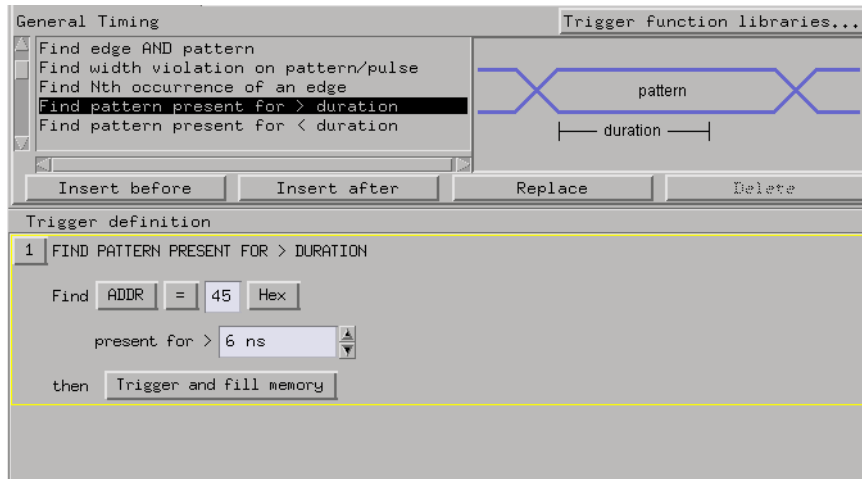 General Timing
Trigger function libraries...
Find edge AND pattern
Find width violation on pattern/pulse
Find Nth occurrence of an edge
Find pattern present for > duration
Find pattern present for < duration
pattern
duration
Insert before
Insert after
Replace
Delete
Trigger definition
1 FIND PATTERN PRESENT FOR > DURATION
Find ADDR = 45 Hex
present for > 6 ns
then Trigger and fill memory